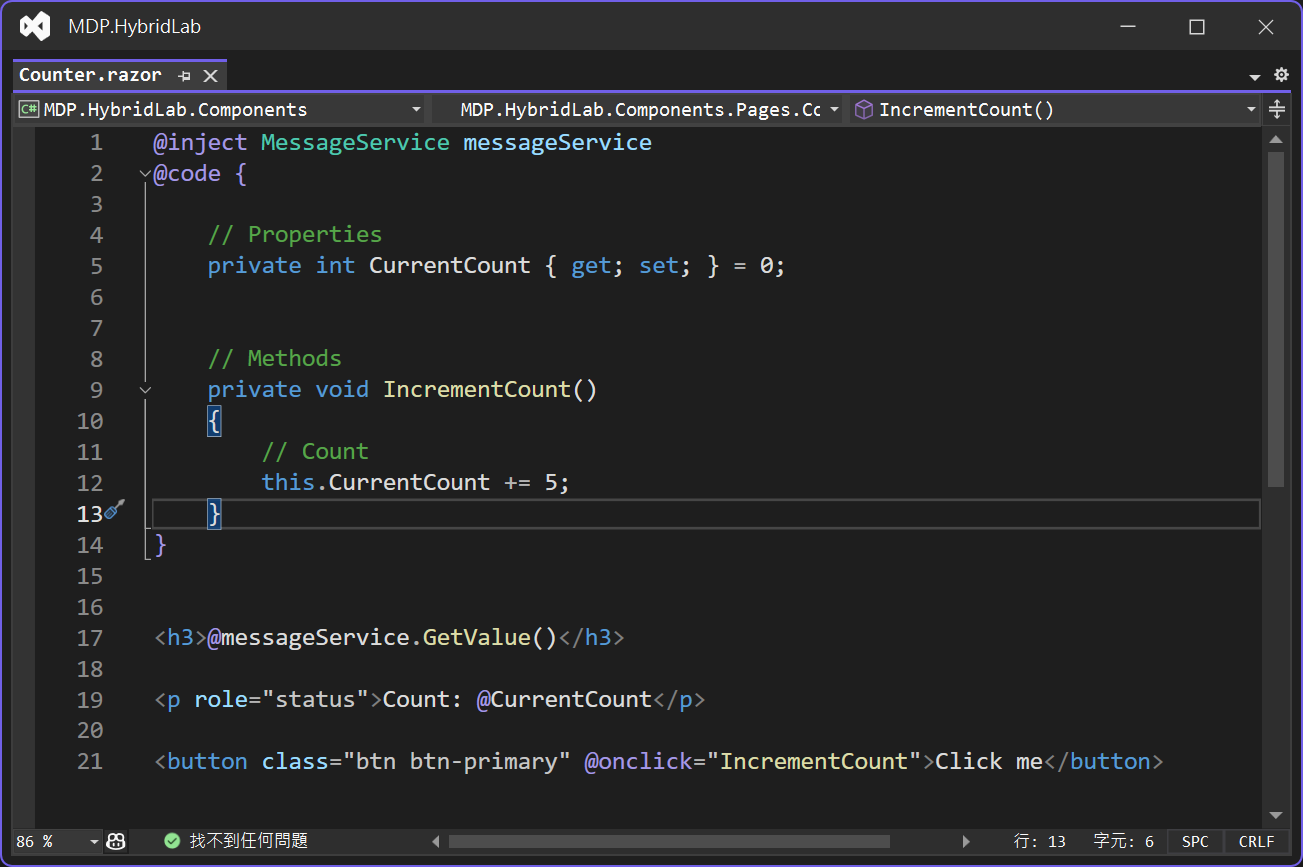 MDP.HybridLab
Counter.razor
MDP.HybridLab.Components
MDP.HybridLab.Components.Pages.Cc
IncrementCount()
1 @inject MessageService messageService
2 @code {
3
4 // Properties
5 private int CurrentCount { get; set; } = 0;
6
7
8 // Methods
9 private void IncrementCount()
10 {
11 // Count
12 this.CurrentCount += 5;
13 }
14 }
15
16
17 <h3>@messageService.GetValue()</h3>
18
19 <p role="status">Count: @CurrentCount</p>
20
21 <button class="btn btn-primary" @onclick="IncrementCount">Click me</button>
86 % 找不到任何問題 行: 13 字元: 6 SPC CRLF